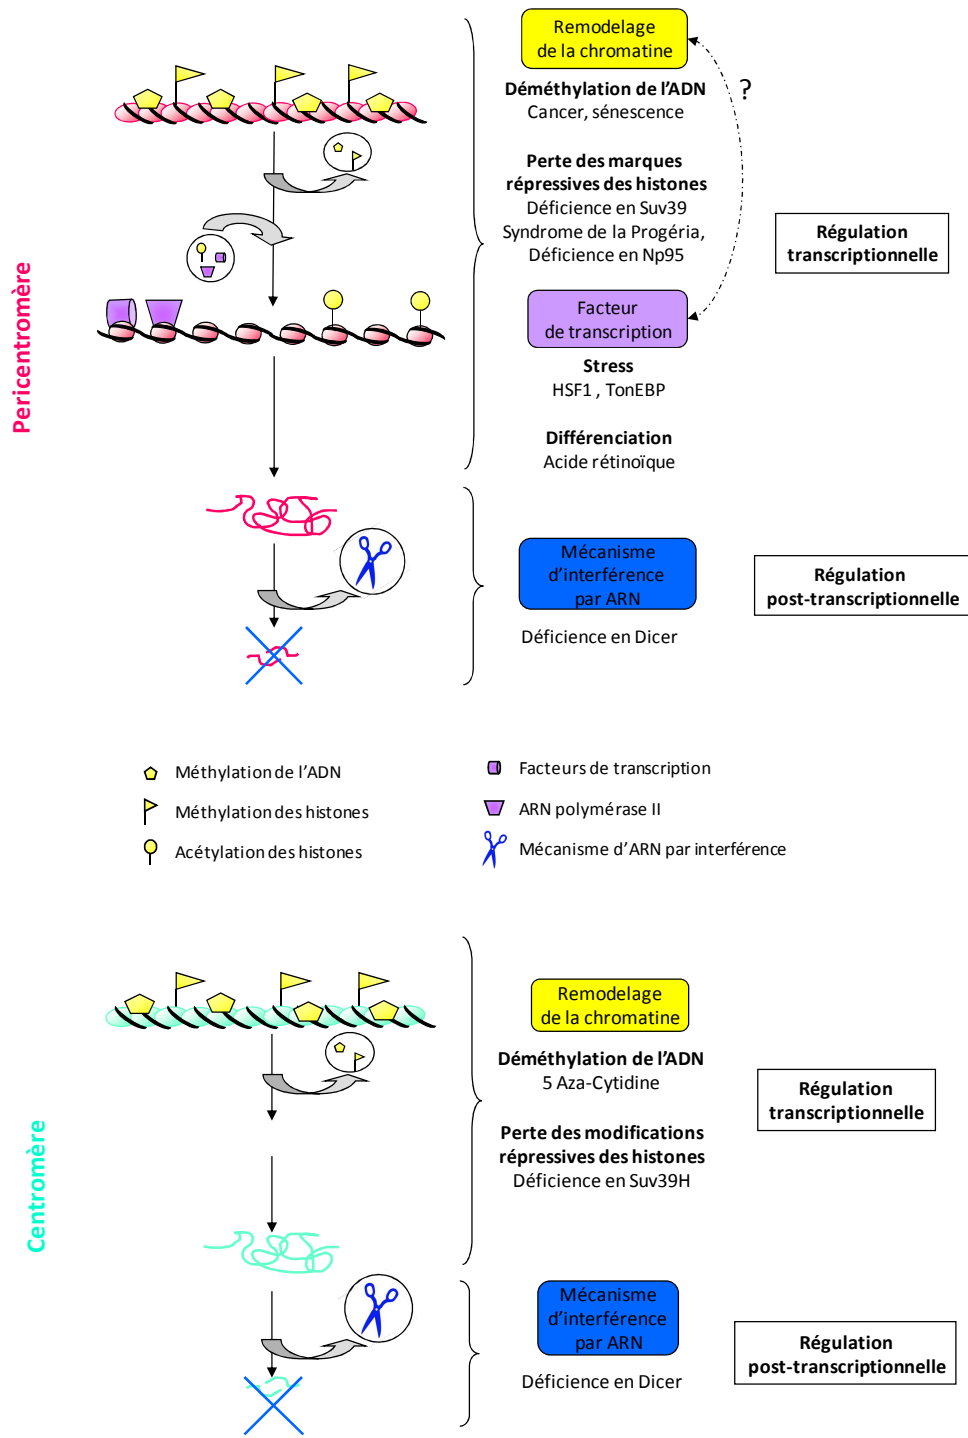 Pericentromère
Remodelage
de la chromatine
?
Déméthylation de l'ADN
Cancer, sénescence
Perte des marques
répressives des histones
Déficience en Suv39
Syndrome de la Progéria,
Déficience en Np95
Régulation
transcriptionnelle
Facteur
de transcription
Stress
HSF1 , TonEBP
Différenciation
Acide rétinoïque
Mécanisme
d'interférence
par ARN
Déficience en Dicer
Régulation
post-transcriptionnelle
Méthylation de l'ADN
Méthylation des histones
Acétylation des histones
Facteurs de transcription
ARN polymérase II
Mécanisme d'ARN par interférence
Centromère
Remodelage
de la chromatine
Déméthylation de l'ADN
5 Aza-Cytidine
Perte des modifications
répressives des histones
Déficience en Suv39H
Régulation
transcriptionnelle
Mécanisme
d'interférence
par ARN
Déficience en Dicer
Régulation
post-transcriptionnelle